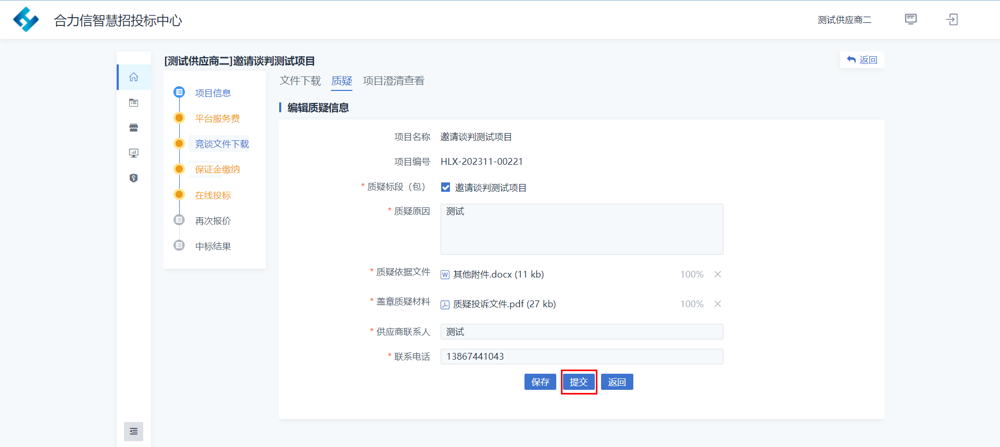 合力信智慧招投标中心
测试供应商二
[测试供应商二]邀请谈判测试项目
返回
项目信息
平台服务费
竞谈文件下载
保证金缴纳
在线投标
再次报价
中标结果
文件下载 质疑 项目澄清查看
编辑质疑信息
项目名称 邀请谈判测试项目
项目编号 HLX-202311-00221
* 质疑标段（包） 邀请谈判测试项目
* 质疑原因 测试
* 质疑依据文件 其他附件.docx (11 kb) 100%
* 盖章质疑材料 质疑投诉文件.pdf (27 kb) 100%
* 供应商联系人 测试
* 联系电话 13867441043
保存 提交 返回